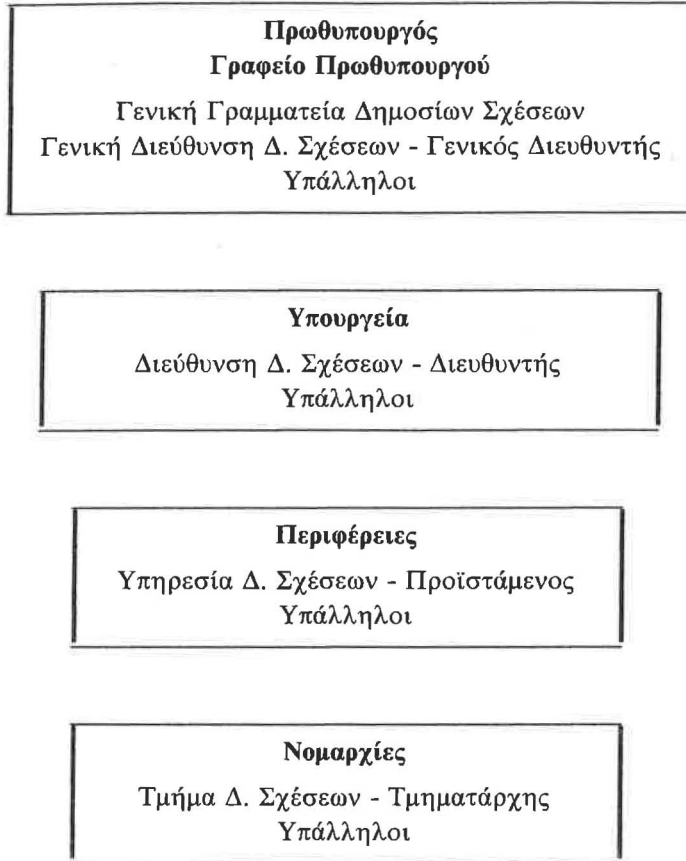 Πρωθυπουργός
Γραφείο Πρωθυπουργού
Γενική Γραμματεία Δημοσίων Σχέσεων
Γενική Διεύθυνση Δ. Σχέσεων - Γενικός Διευθυντής
Υπάλληλοι
Υπουργεία
Διεύθυνση Δ. Σχέσεων - Διευθυντής
Υπάλληλοι
Περιφέρειες
Υπηρεσία Δ. Σχέσεων - Προϊστάμενος
Υπάλληλοι
Νομαρχίες
Τμήμα Δ. Σχέσεων - Τμηματάρχης
Υπάλληλοι